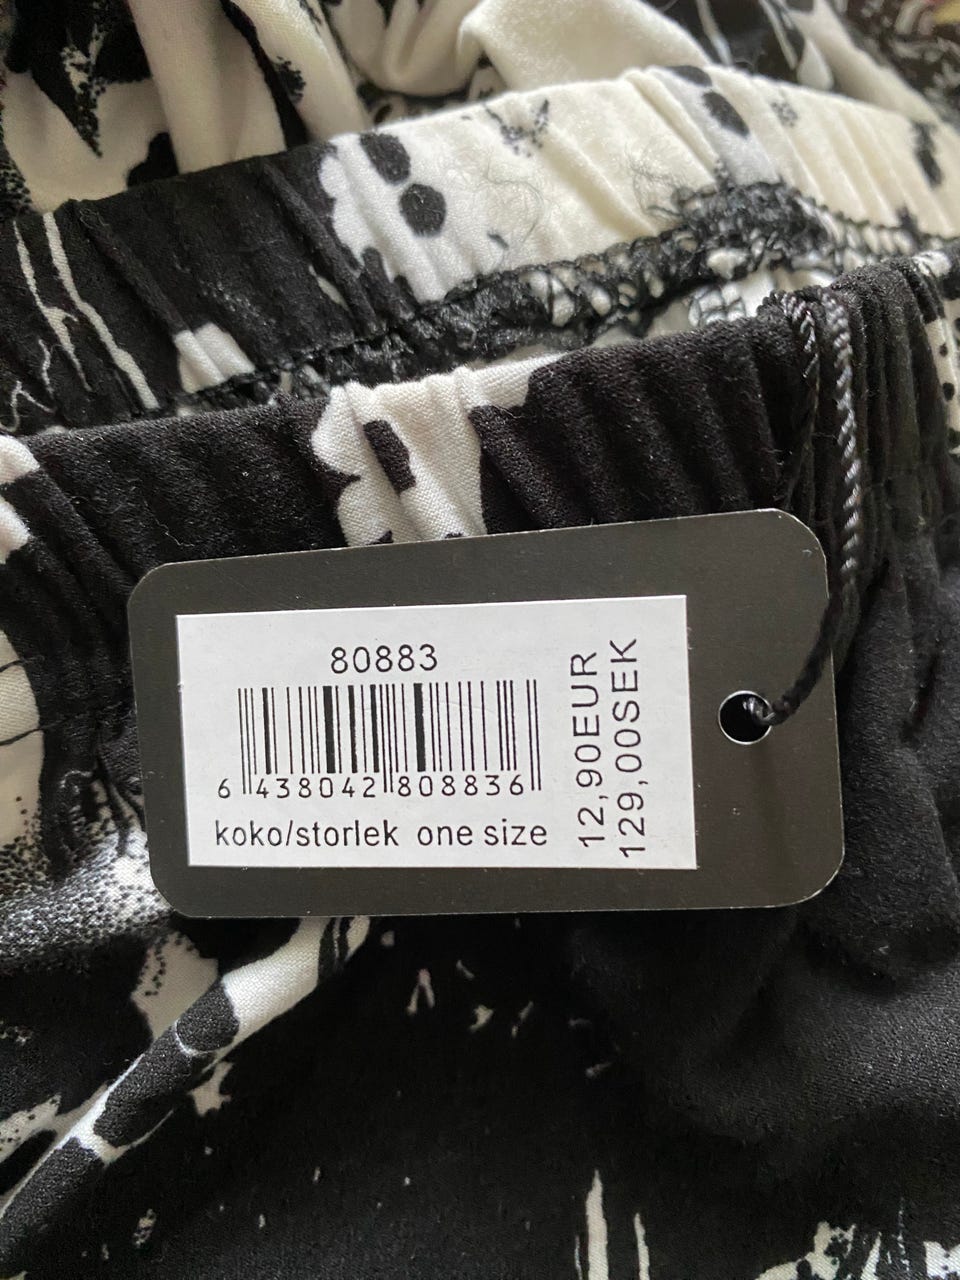 80883
6 438042 808836
koko/storlek one size
12,90EUR
129,00SEK